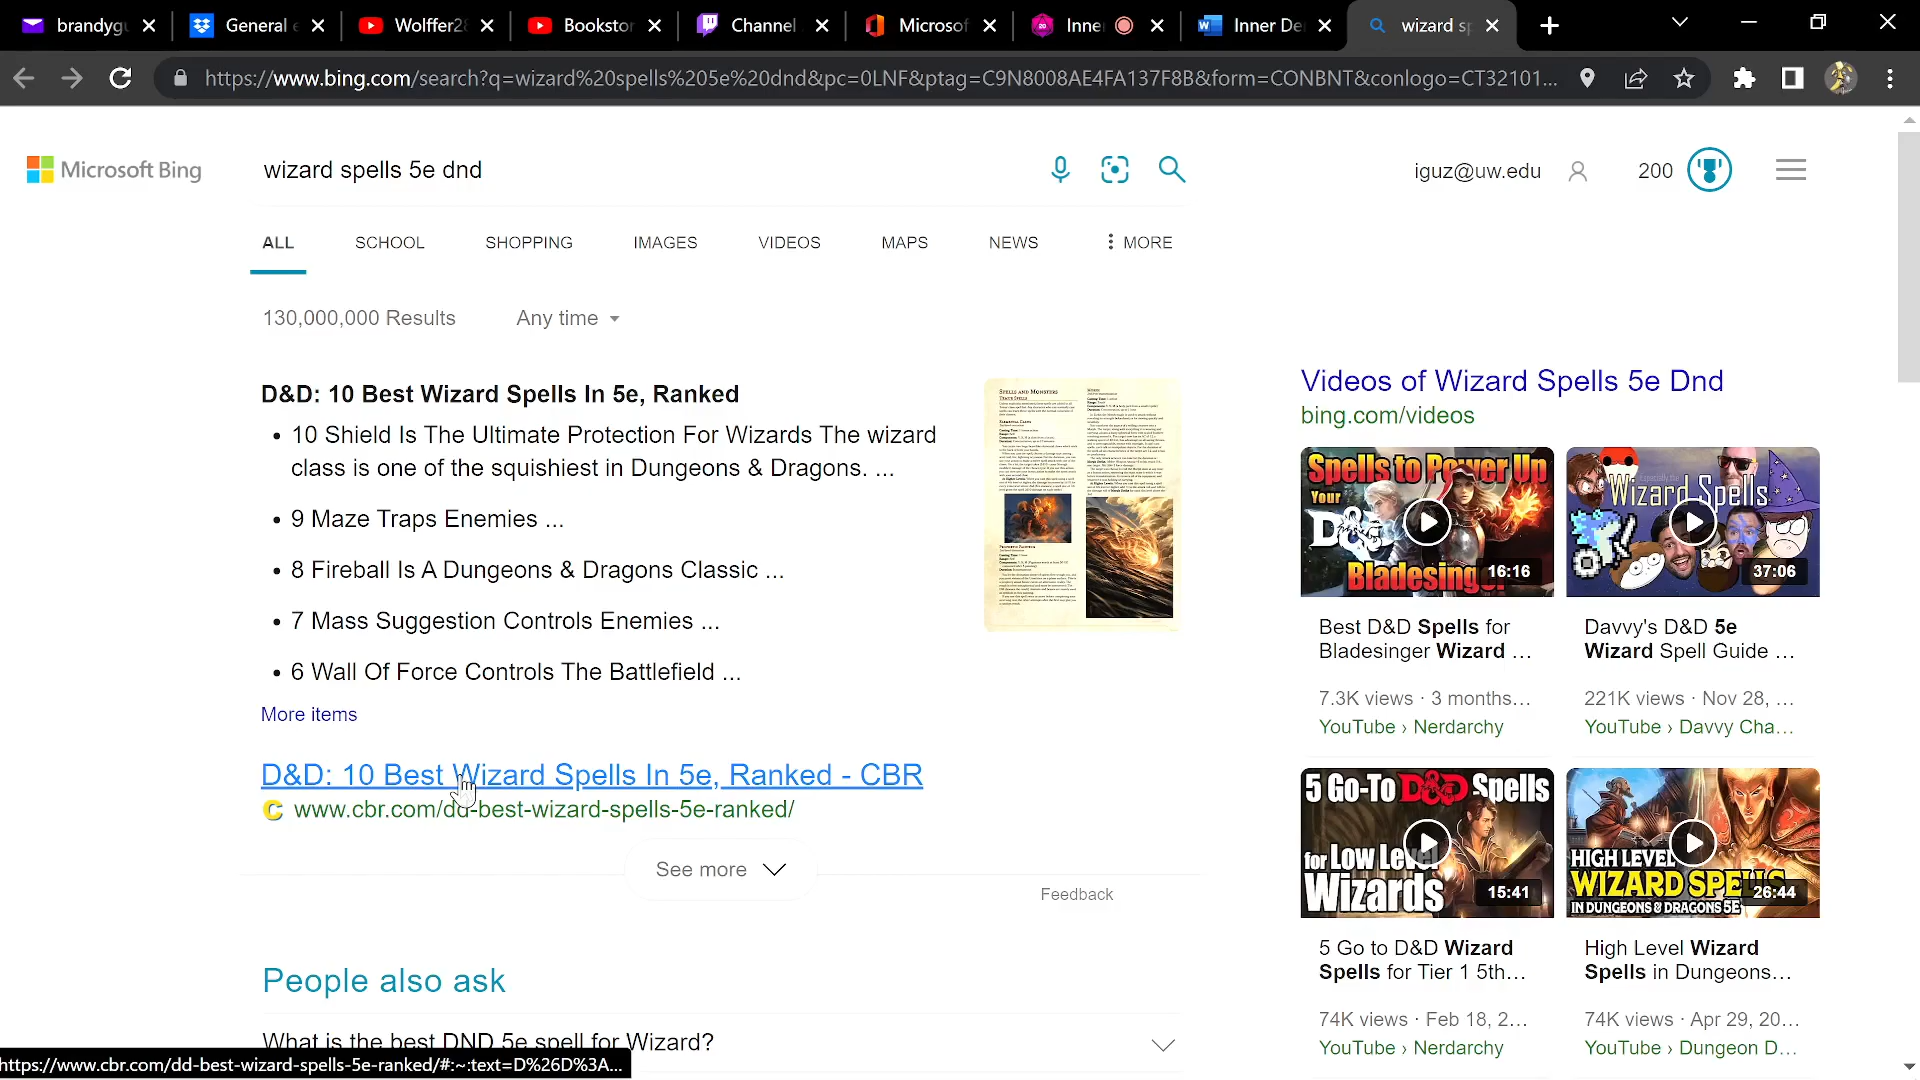 brandygu
General e
Wolffer28
Bookstor
Channel
Microsof
Inner
Inner De
wizard sp
https://www.bing.com/search?q=wizard%20spells%205e%20dnd&pc=0LNF&ptag=C9N8008AE4FA137F8B&form=CONBNT&conlogo=CT32101...
Microsoft Bing
wizard spells 5e dnd
iguz@uw.edu
200
ALL SCHOOL SHOPPING IMAGES VIDEOS MAPS NEWS MORE
130,000,000 Results Any time
D&D: 10 Best Wizard Spells In 5e, Ranked
• 10 Shield Is The Ultimate Protection For Wizards The wizard
class is one of the squishiest in Dungeons & Dragons. ...
• 9 Maze Traps Enemies ...
• 8 Fireball Is A Dungeons & Dragons Classic ...
• 7 Mass Suggestion Controls Enemies ...
• 6 Wall Of Force Controls The Battlefield ...
More items
SPELLS AND MONSTERS
D&D: 10 Best Wizard Spells In 5e, Ranked - CBR
C www.cbr.com/dd-best-wizard-spells-5e-ranked/
See more
Feedback
People also ask
What is the best DND 5e spell for Wizard?
https://www.cbr.com/dd-best-wizard-spells-5e-ranked/#:~:text=D%26D%3A...
Videos of Wizard Spells 5e Dnd
bing.com/videos
Spells to Power Up
Your
D&D
Bladesing
16:16
Best D&D Spells for
Bladesinger Wizard ...
7.3K views · 3 months...
YouTube › Nerdarchy
Wizard Spells
37:06
Davvy's D&D 5e
Wizard Spell Guide ...
221K views · Nov 28, ...
YouTube › Davvy Cha...
5 Go-To D&D Spells
for Low Level
Wizards
15:41
5 Go to D&D Wizard
Spells for Tier 1 5th...
74K views · Feb 18, 2...
YouTube › Nerdarchy
HIGH LEVEL
WIZARD SPELLS
IN DUNGEONS & DRAGONS 5E
26:44
High Level Wizard
Spells in Dungeons...
74K views · Apr 29, 20...
YouTube › Dungeon D...